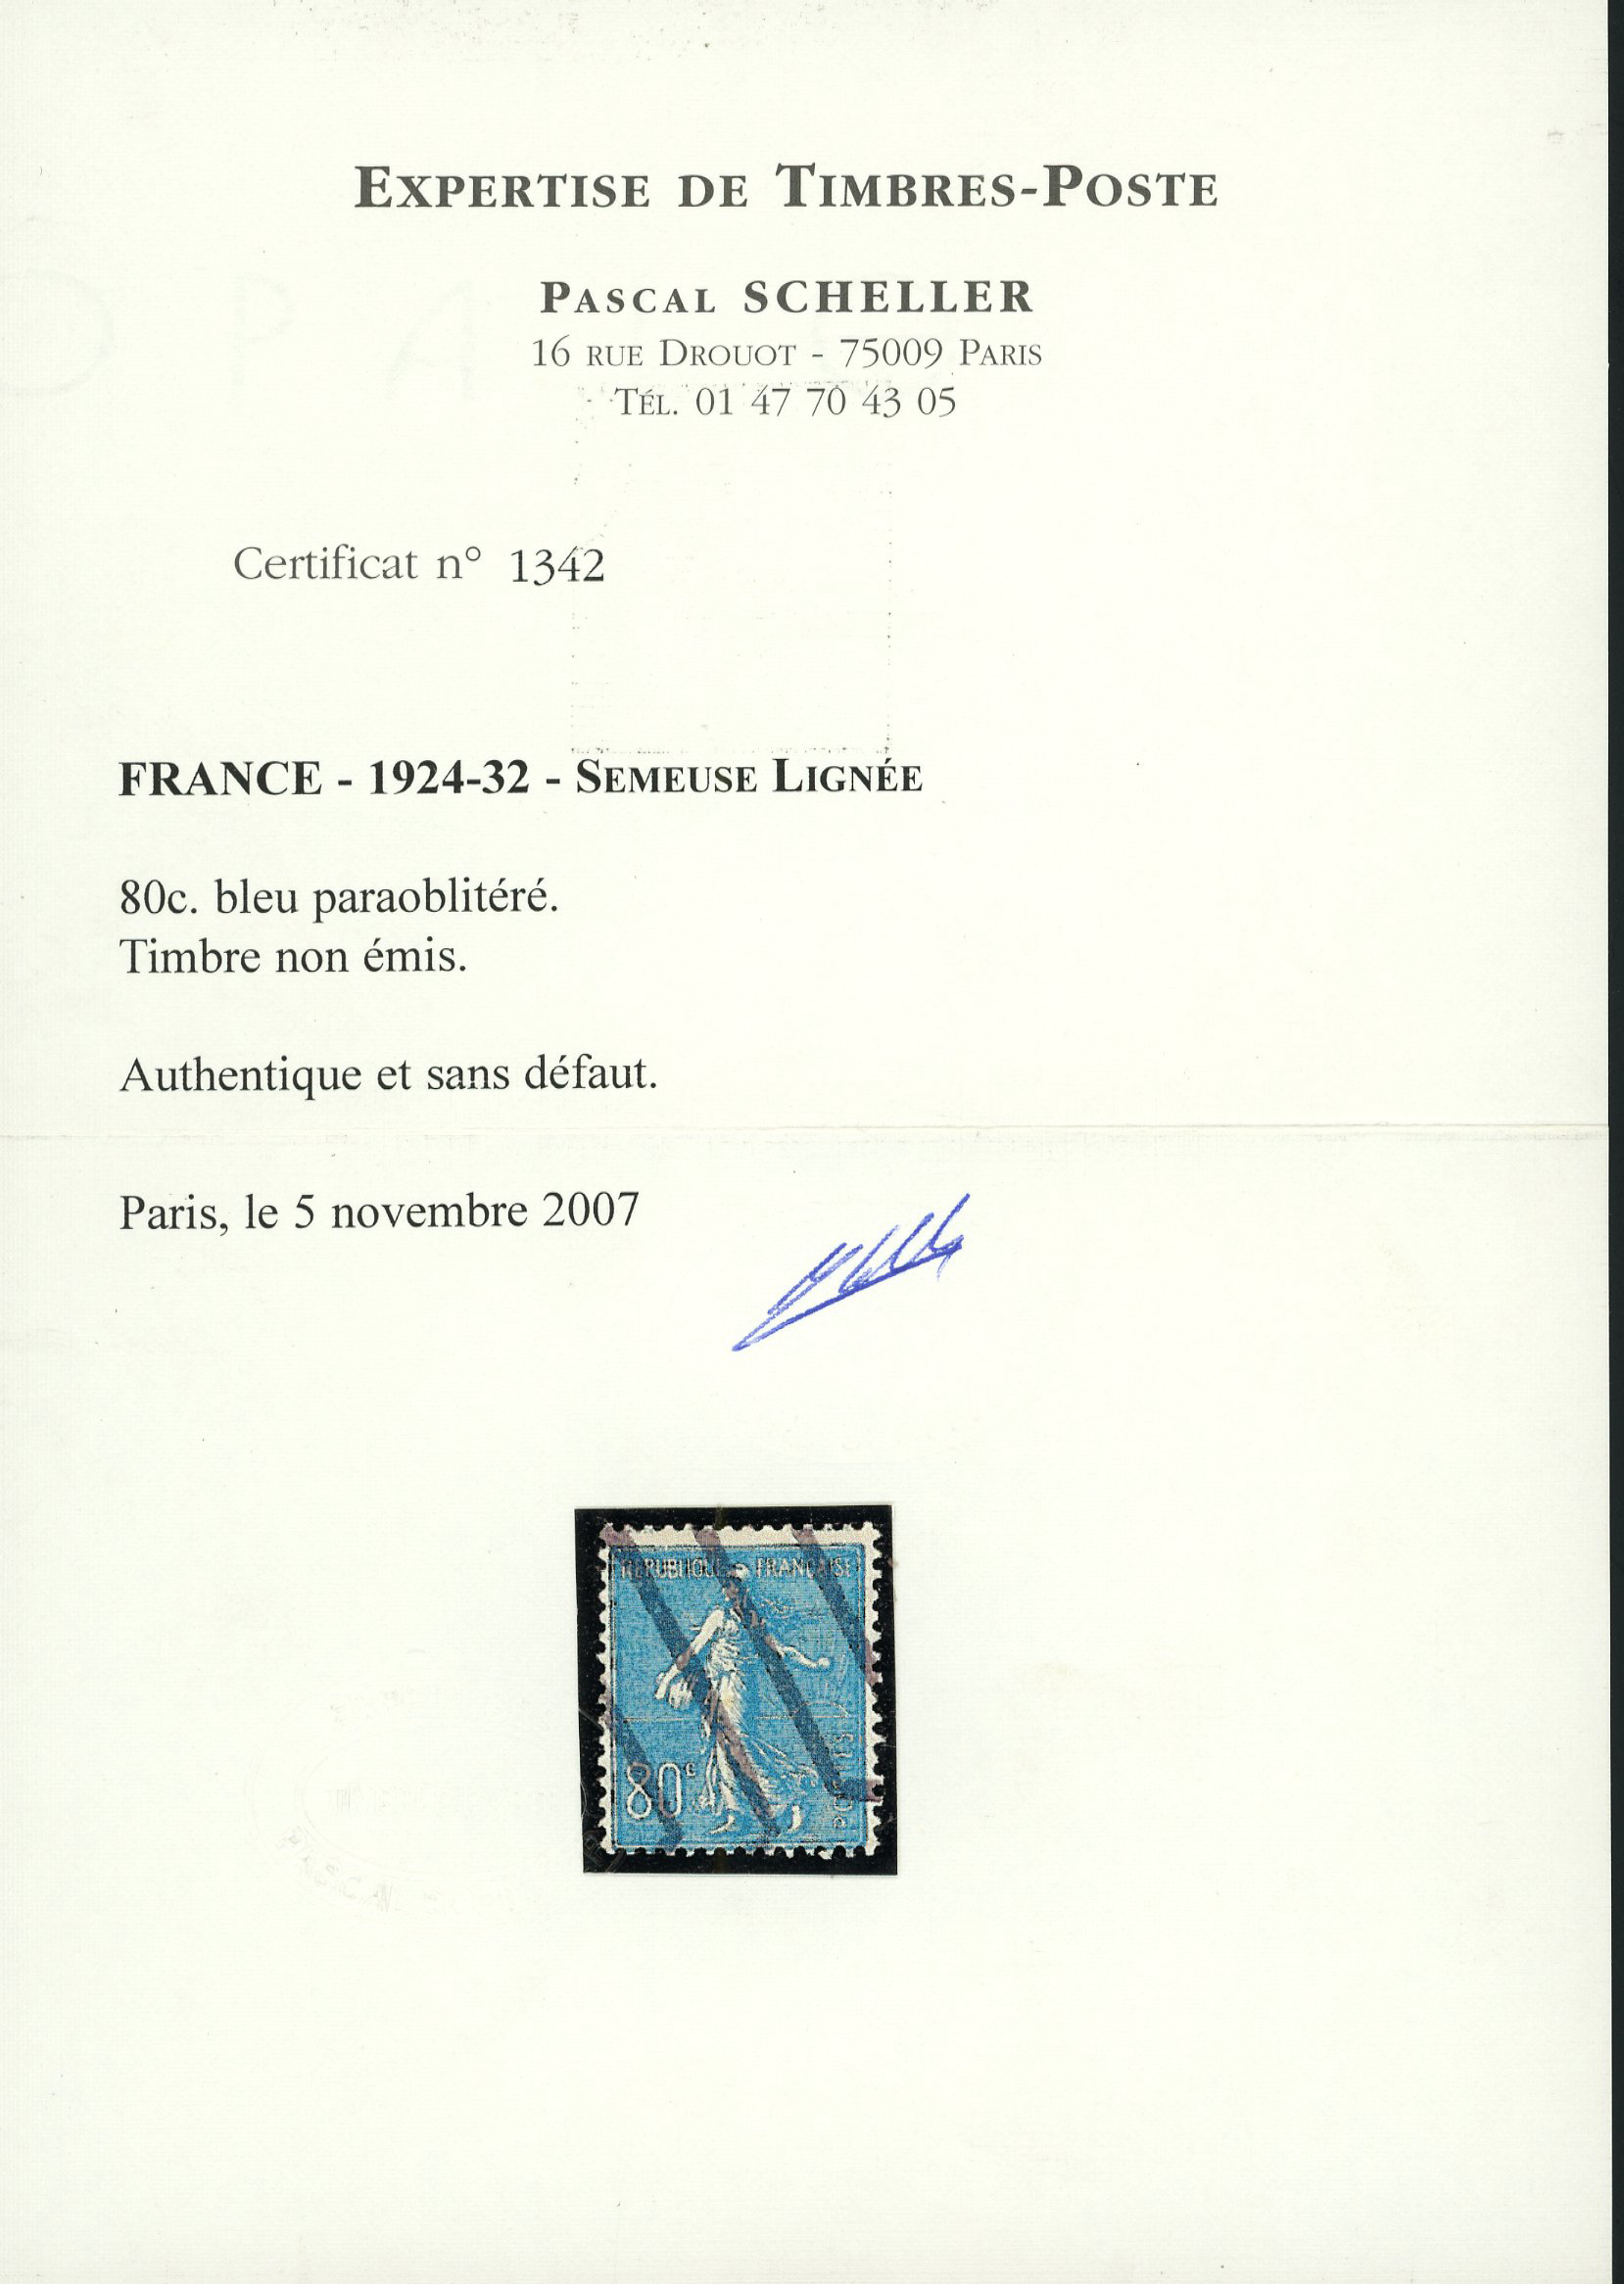 EXPERTISE DE TIMBRES-POSTE
PASCAL SCHELLER
16 RUE DROUOT - 75009 PARIS
TÉL. 01 47 70 43 05
Certificat n° 1342
FRANCE - 1924-32 - SEMEUSE LIGNÉE
80c. bleu paraoblitéré.
Timbre non émis.
Authentique et sans défaut.
Paris, le 5 novembre 2007
REPUBLIQUE FRANÇAISE
80c
POSTES